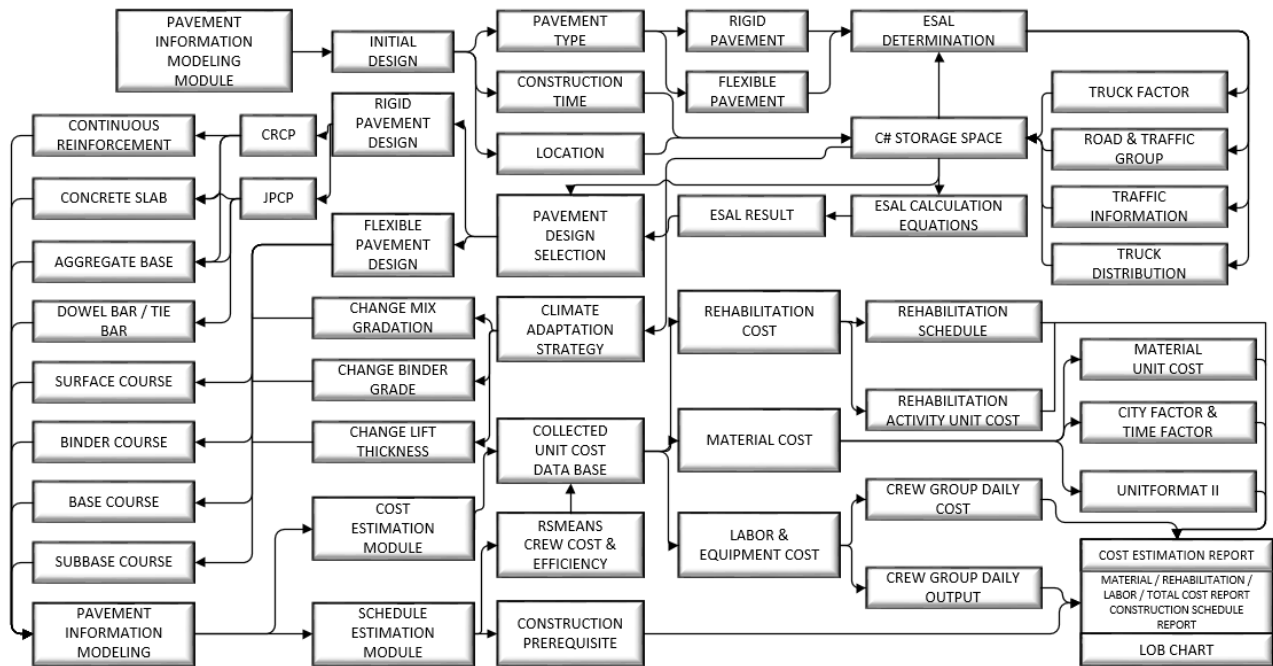 PAVEMENT
INFORMATION
MODELING
MODULE
INITIAL
DESIGN
PAVEMENT
TYPE
RIGID
PAVEMENT
ESAL
DETERMINATION
CONSTRUCTION
TIME
FLEXIBLE
PAVEMENT
TRUCK FACTOR
CONTINUOUS
REINFORCEMENT
CRCP
RIGID
PAVEMENT
DESIGN
LOCATION
C# STORAGE SPACE
ROAD & TRAFFIC
GROUP
CONCRETE SLAB
JPCP
PAVEMENT
DESIGN
SELECTION
ESAL RESULT
ESAL CALCULATION
EQUATIONS
TRAFFIC
INFORMATION
AGGREGATE BASE
FLEXIBLE
PAVEMENT
DESIGN
TRUCK
DISTRIBUTION
DOWEL BAR / TIE
BAR
CHANGE MIX
GRADATION
CLIMATE
ADAPTATION
STRATEGY
REHABILITATION
COST
REHABILITATION
SCHEDULE
MATERIAL
UNIT COST
SURFACE COURSE
CHANGE BINDER
GRADE
REHABILITATION
ACTIVITY UNIT COST
CITY FACTOR &
TIME FACTOR
BINDER COURSE
CHANGE LIFT
THICKNESS
COLLECTED
UNIT COST
DATA BASE
MATERIAL COST
UNITFORMAT II
BASE COURSE
COST
ESTIMATION
MODULE
RSMEANS
CREW COST &
EFFICIENCY
LABOR &
EQUIPMENT COST
CREW GROUP DAILY
COST
SUBBASE COURSE
CREW GROUP DAILY
OUTPUT
COST ESTIMATION REPORT
MATERIAL / REHABILITATION /
LABOR / TOTAL COST REPORT
CONSTRUCTION SCHEDULE
REPORT
LOB CHART
PAVEMENT
INFORMATION
MODELING
SCHEDULE
ESTIMATION
MODULE
CONSTRUCTION
PREREQUISITE